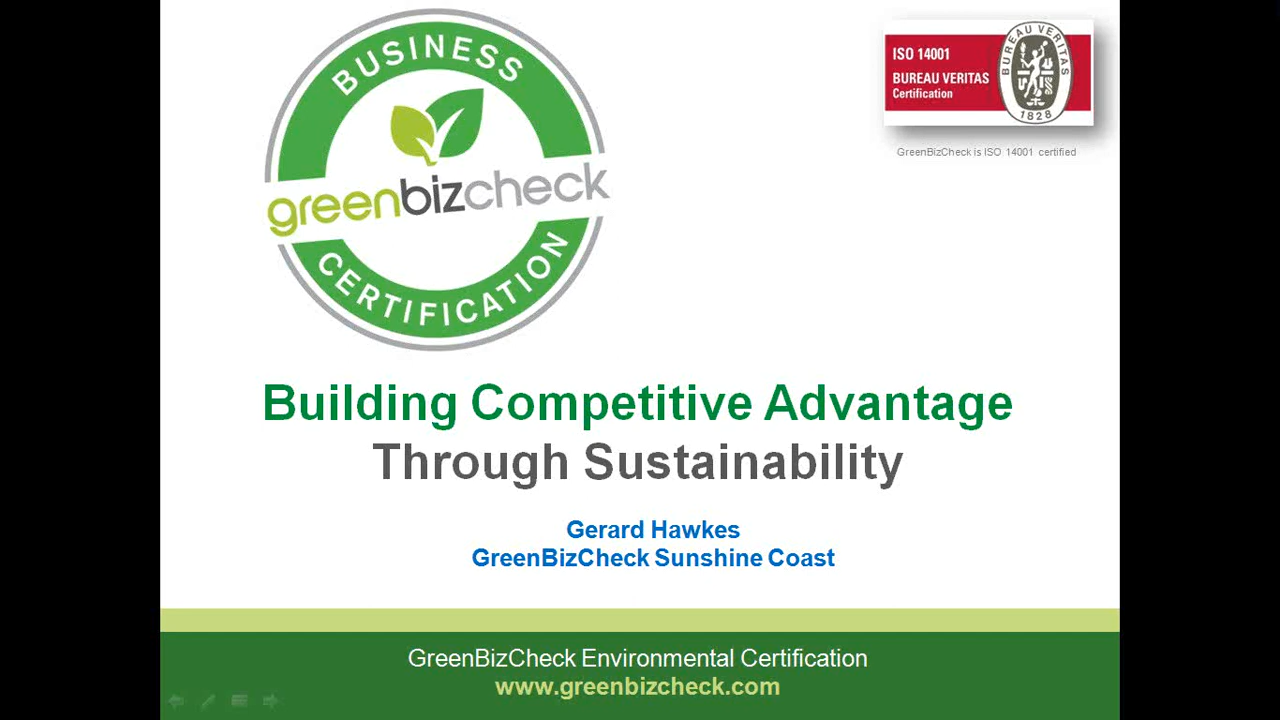 BUSINESS
greenbizcheck
CERTIFICATION
ISO 14001
BUREAU VERITAS
Certification
BUREAU VERITAS
1828
GreenBizCheck is ISO 14001 certified
Building Competitive Advantage
Through Sustainability
Gerard Hawkes
GreenBizCheck Sunshine Coast
GreenBizCheck Environmental Certification
www.greenbizcheck.com